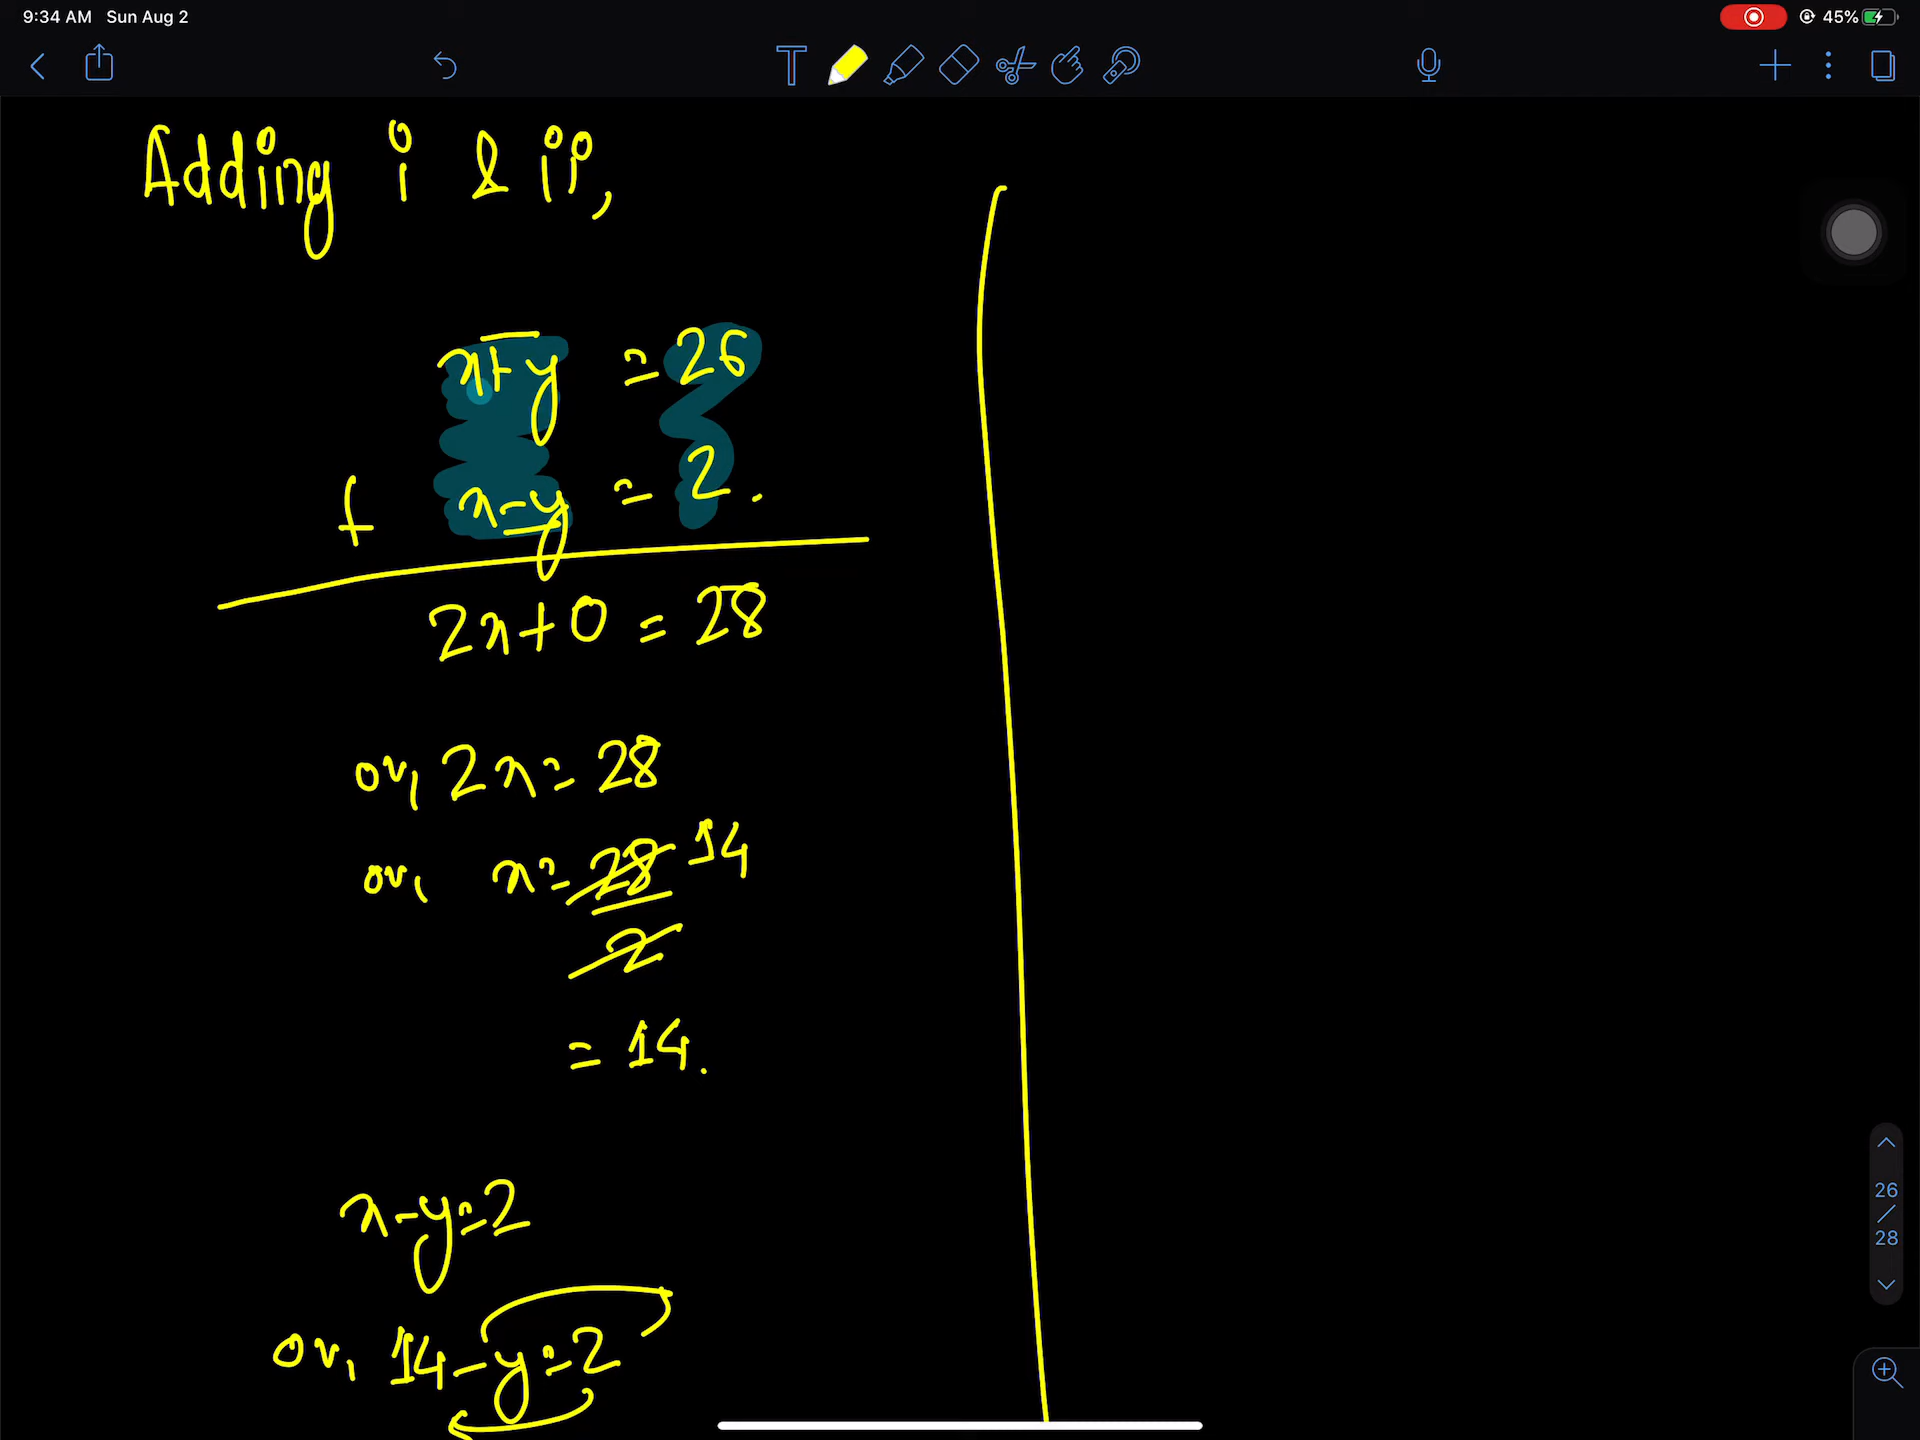 9:34 AM Sun Aug 2
45%
T
Adding i & ii,
x+y = 26
+ x-y = 2.
2x+0 = 28
or, 2x = 28
or, x = 28 14
2
= 14.
x-y=2
or, 14-y=2
26
/
28